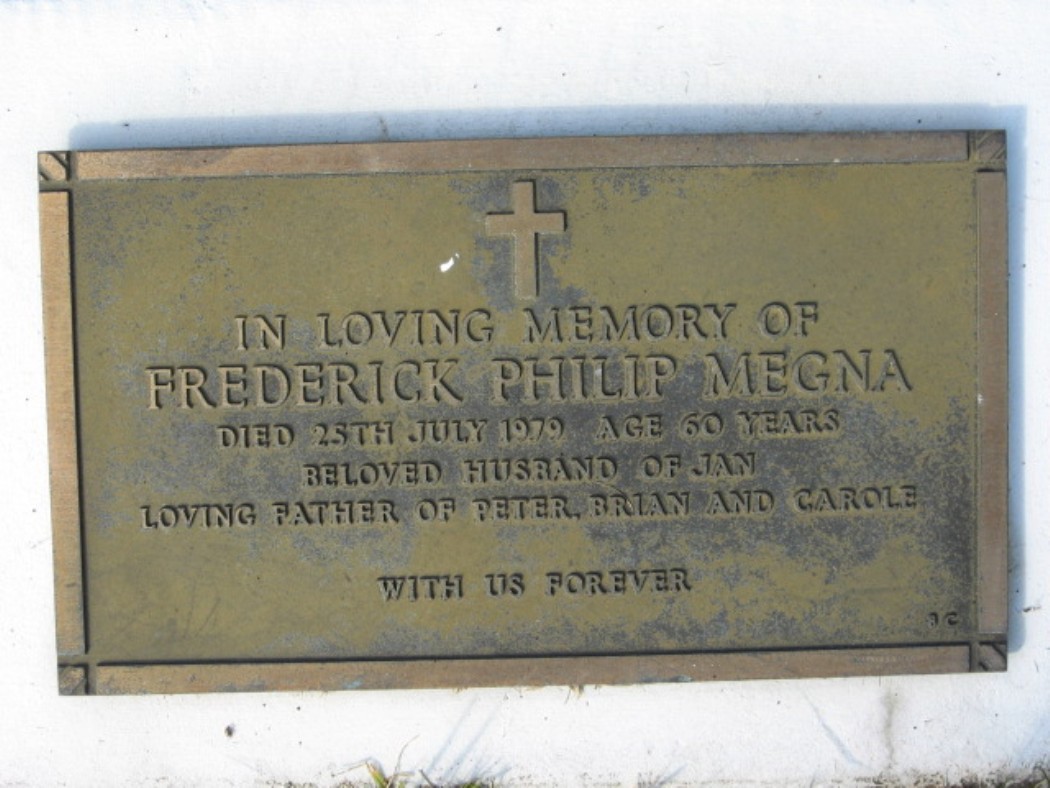 IN LOVING MEMORY OF
FREDERICK PHILIP MEGNA
DIED 25TH JULY 1979 AGE 60 YEARS
BELOVED HUSBAND OF JAN
LOVING FATHER OF PETER, BRIAN AND CAROLE
WITH US FOREVER